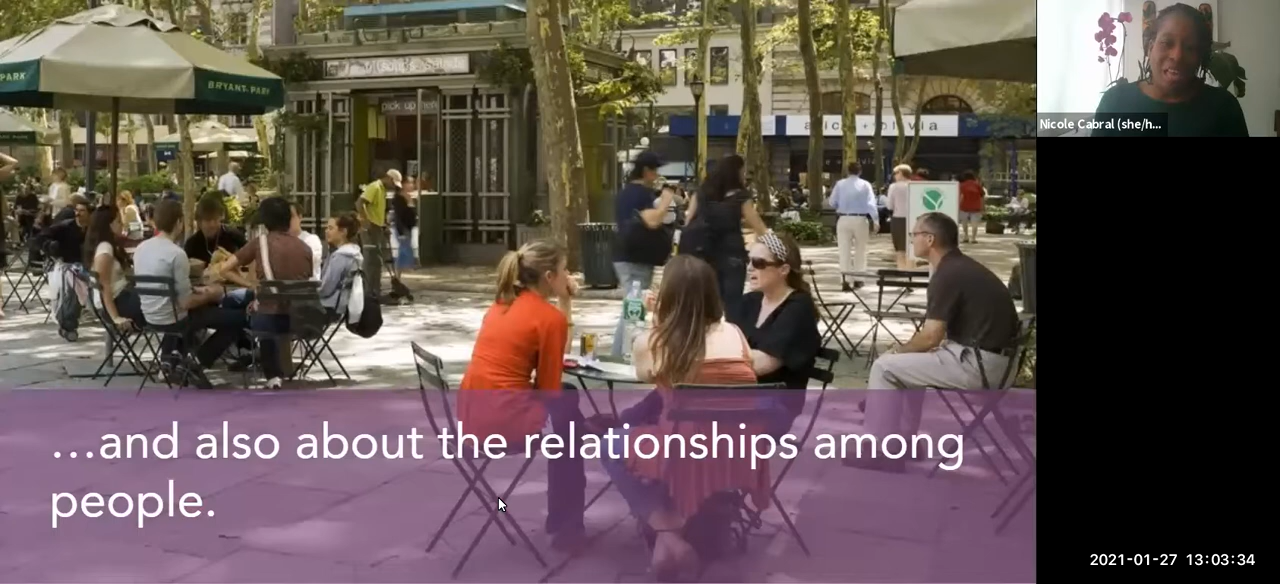 PARK
BRYANT·PARK
pick up
alice + olivia
Nicole Cabral (she/h...
…and also about the relationships among
people.
2021-01-27 13:03:34